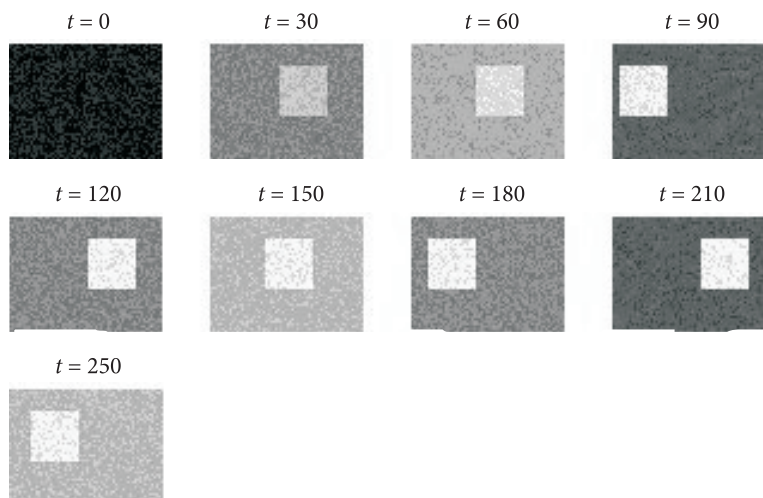 t = 0
t = 30
t = 60
t = 90
t = 120
t = 150
t = 180
t = 210
t = 250